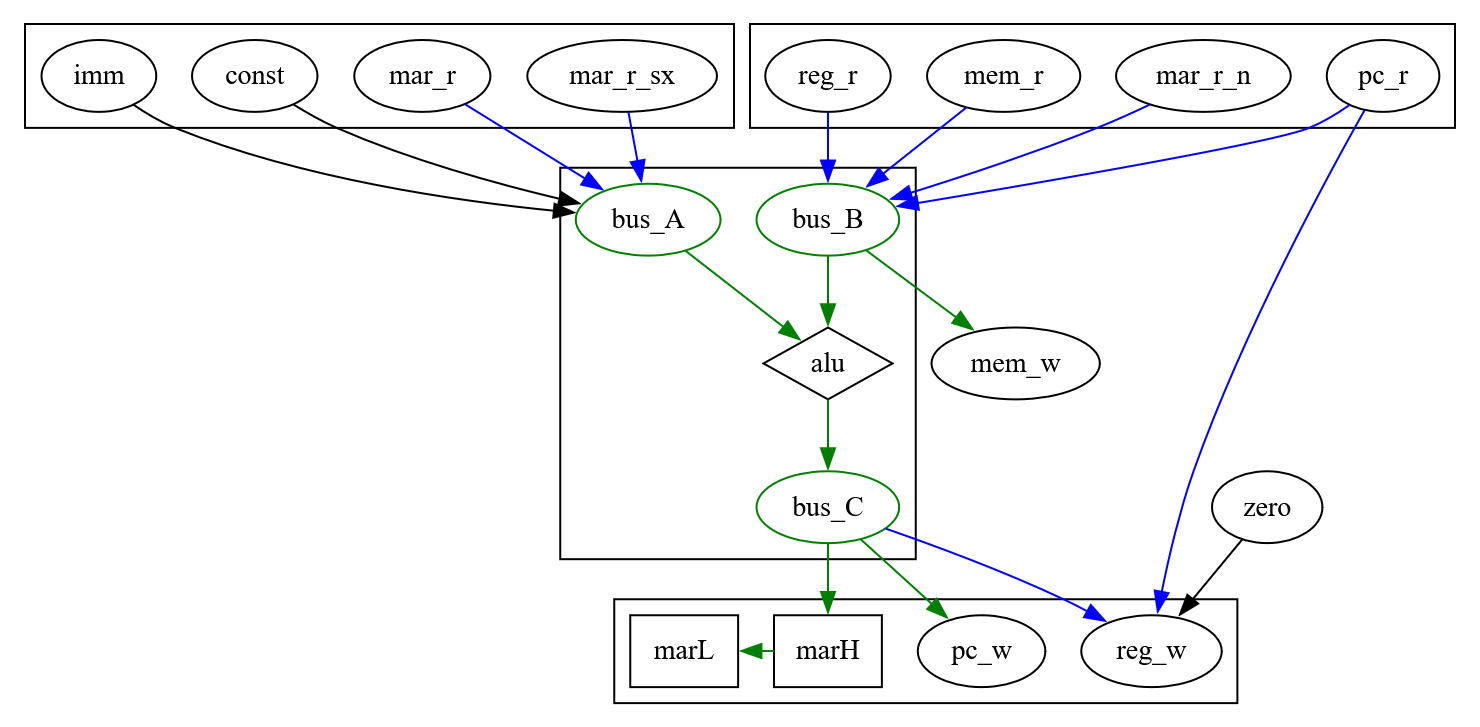 imm
const
mar_r
mar_r_sx
reg_r
mem_r
mar_r_n
pc_r
bus_A
bus_B
alu
mem_w
bus_C
zero
marL
marH
pc_w
reg_w